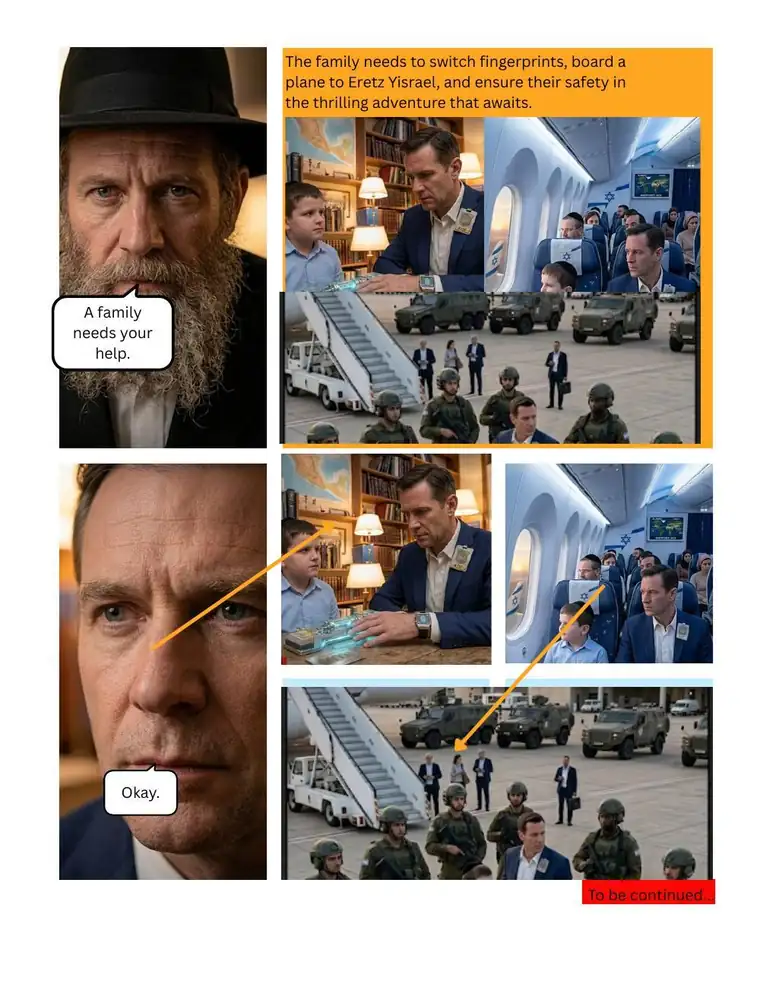 The family needs to switch fingerprints, board a
plane to Eretz Yisrael, and ensure their safety in
the thrilling adventure that awaits.
A family
needs your
help.
Okay.
To be continued...